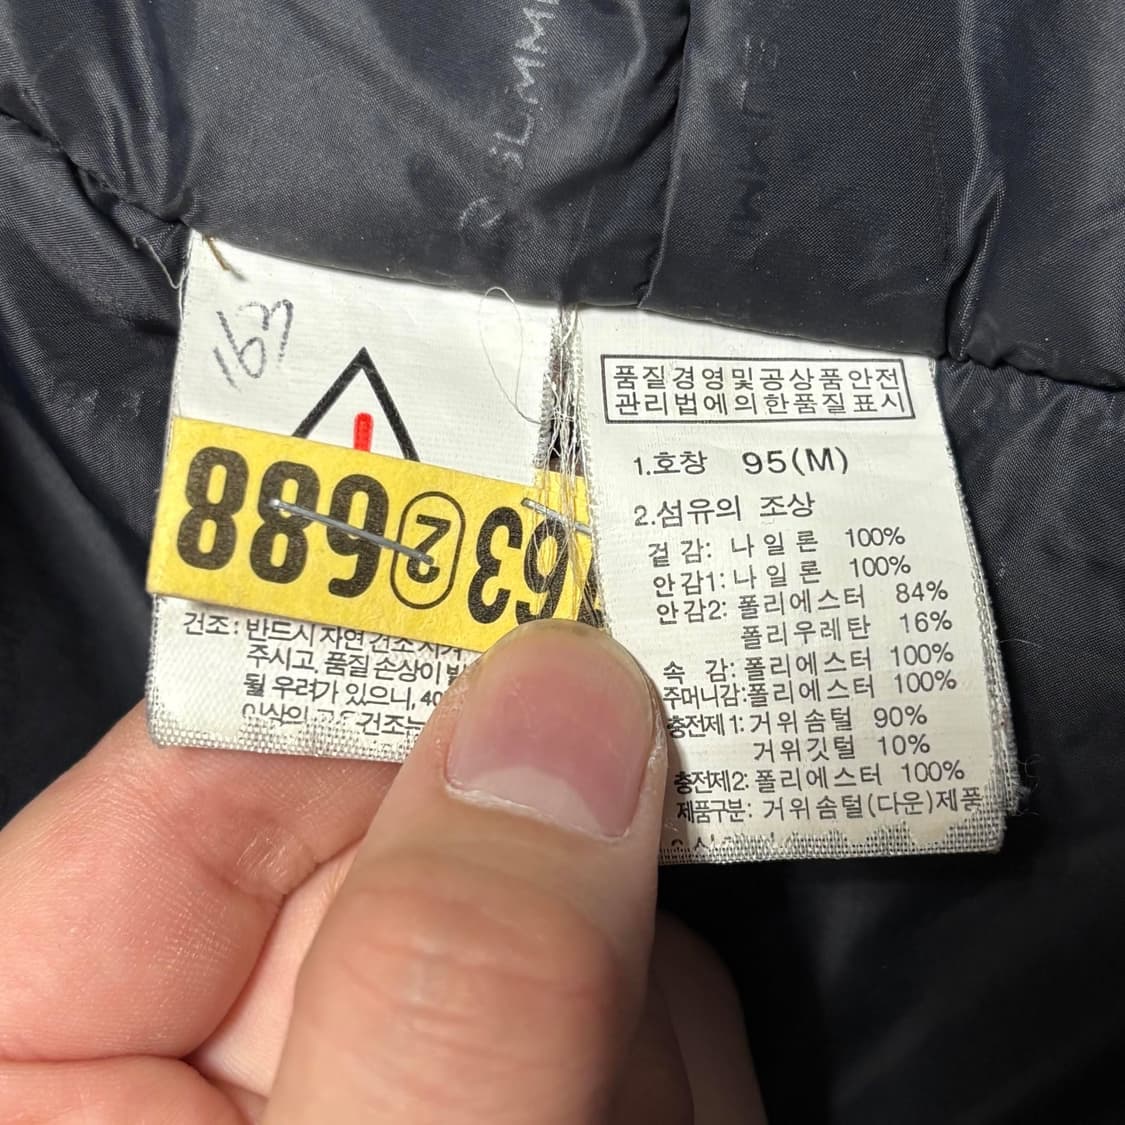 167
688 2 63
건조: 반드시 자연 건조
주시고, 품질 손상이
될 우려가 있으니, 40
이상의 건조는
품질경영및공상품안전
관리법에의한품질표시
1.호창 95(M)
2.섬유의 조상
겉 감: 나 일 론 100%
안감1: 나 일 론 100%
안감2: 폴리에스터 84%
폴리우레탄 16%
속 감: 폴리에스터 100%
주머니감:폴리에스터 100%
충전제1: 거위솜털 90%
거위깃털 10%
충전제2: 폴리에스터 100%
제품구분: 거위솜털(다운)제품